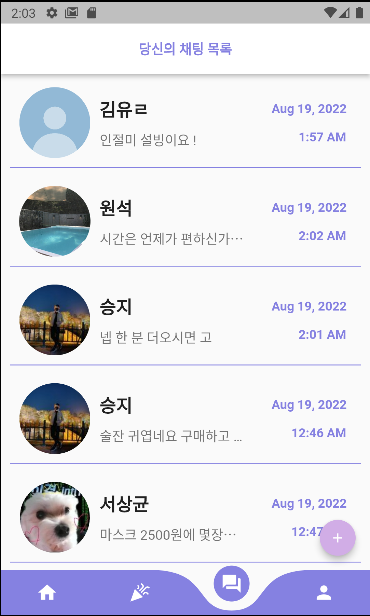 2:03
당신의 채팅 목록
김유ㄹ
Aug 19, 2022
인절미 설빙이요 !
1:57 AM
원석
Aug 19, 2022
시간은 언제가 편하신가…
2:02 AM
승지
Aug 19, 2022
넵 한 분 더오시면 고
2:01 AM
승지
Aug 19, 2022
술잔 귀엽네요 구매하고 …
12:46 AM
서상균
Aug 19, 2022
마스크 2500원에 몇장…
12:47